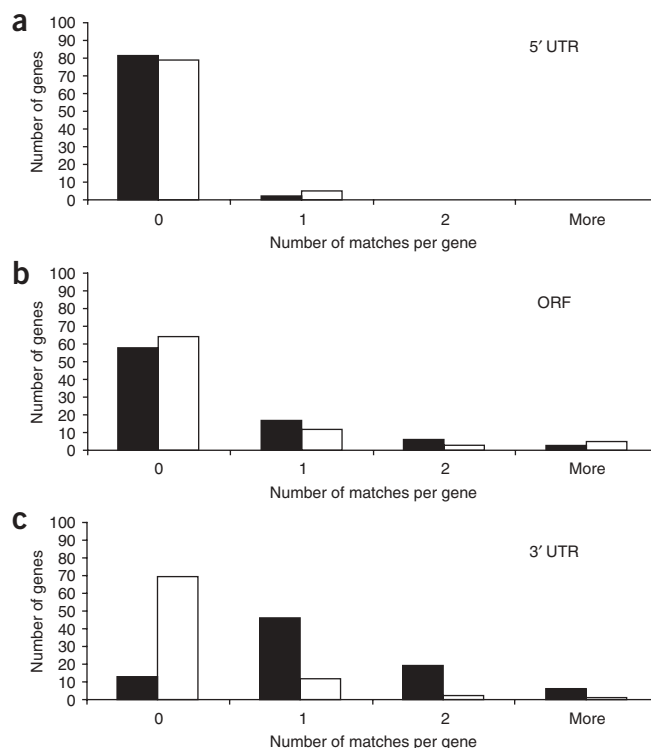 a
5′ UTR
Number of genes
100
90
80
70
60
50
40
30
20
10
0
0 1 2 More
Number of matches per gene
b
ORF
Number of genes
100
90
80
70
60
50
40
30
20
10
0
0 1 2 More
Number of matches per gene
c
3′ UTR
Number of genes
100
90
80
70
60
50
40
30
20
10
0
0 1 2 More
Number of matches per gene